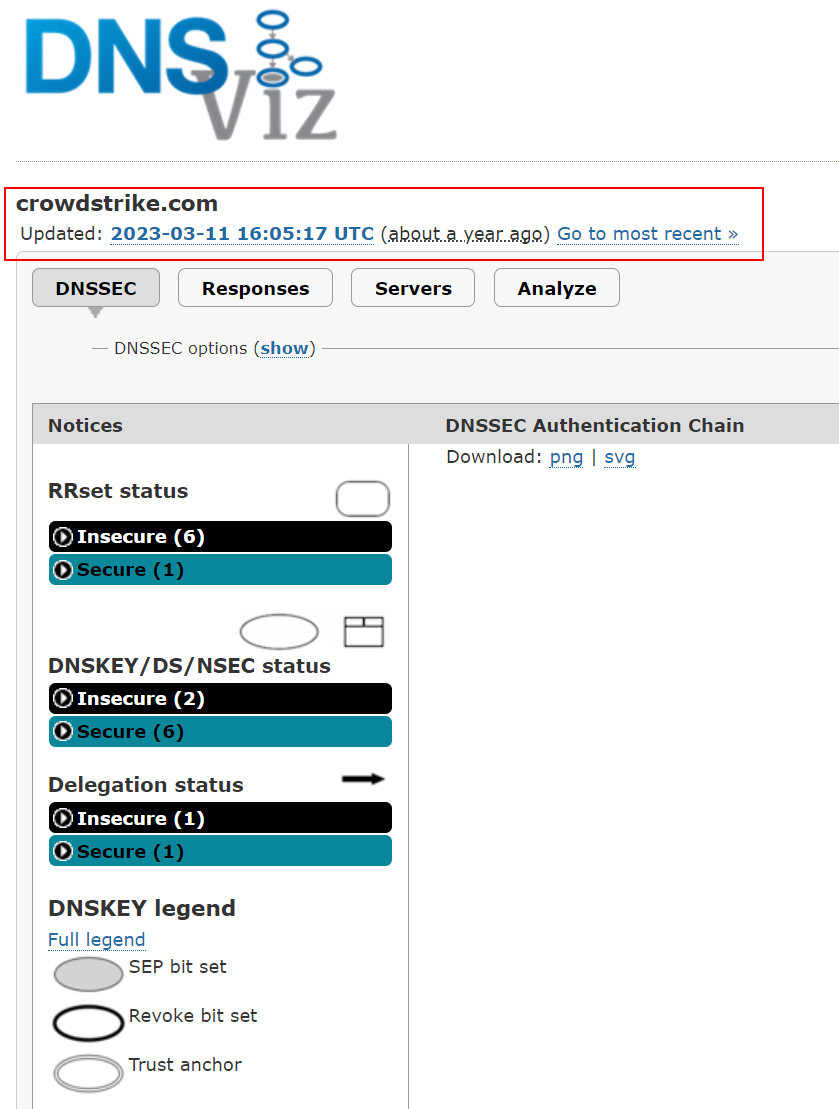 DNS
Viz
crowdstrike.com
Updated: 2023-03-11 16:05:17 UTC (about a year ago) Go to most recent »
DNSSEC Responses Servers Analyze
DNSSEC options (show)
Notices
DNSSEC Authentication Chain
Download: png | svg
RRset status
Insecure (6)
Secure (1)
DNSKEY/DS/NSEC status
Insecure (2)
Secure (6)
Delegation status
Insecure (1)
Secure (1)
DNSKEY legend
Full legend
SEP bit set
Revoke bit set
Trust anchor